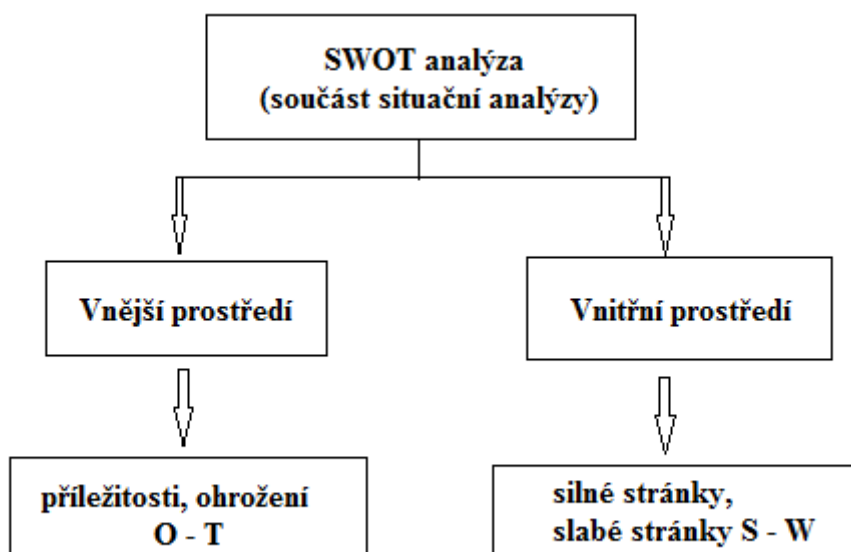 SWOT analýza
(součást situační analýzy)
Vnější prostředí
Vnitřní prostředí
příležitosti, ohrožení
O - T
silné stránky,
slabé stránky S - W